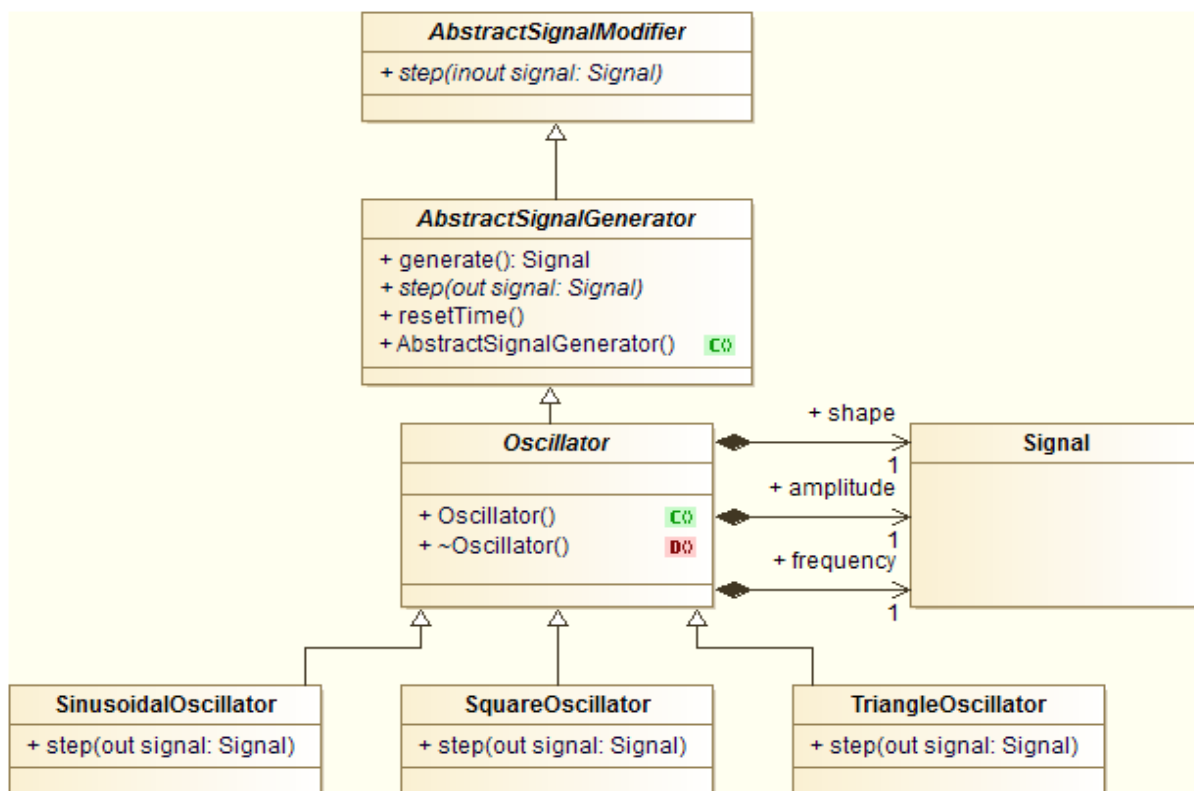 AbstractSignalModifier
+ step(inout signal: Signal)
AbstractSignalGenerator
+ generate(): Signal
+ step(out signal: Signal)
+ resetTime()
+ AbstractSignalGenerator() C()
Oscillator
+ Oscillator() C()
+ ~Oscillator() D()
+ shape
1
+ amplitude
1
+ frequency
1
Signal
SinusoidalOscillator
+ step(out signal: Signal)
SquareOscillator
+ step(out signal: Signal)
TriangleOscillator
+ step(out signal: Signal)